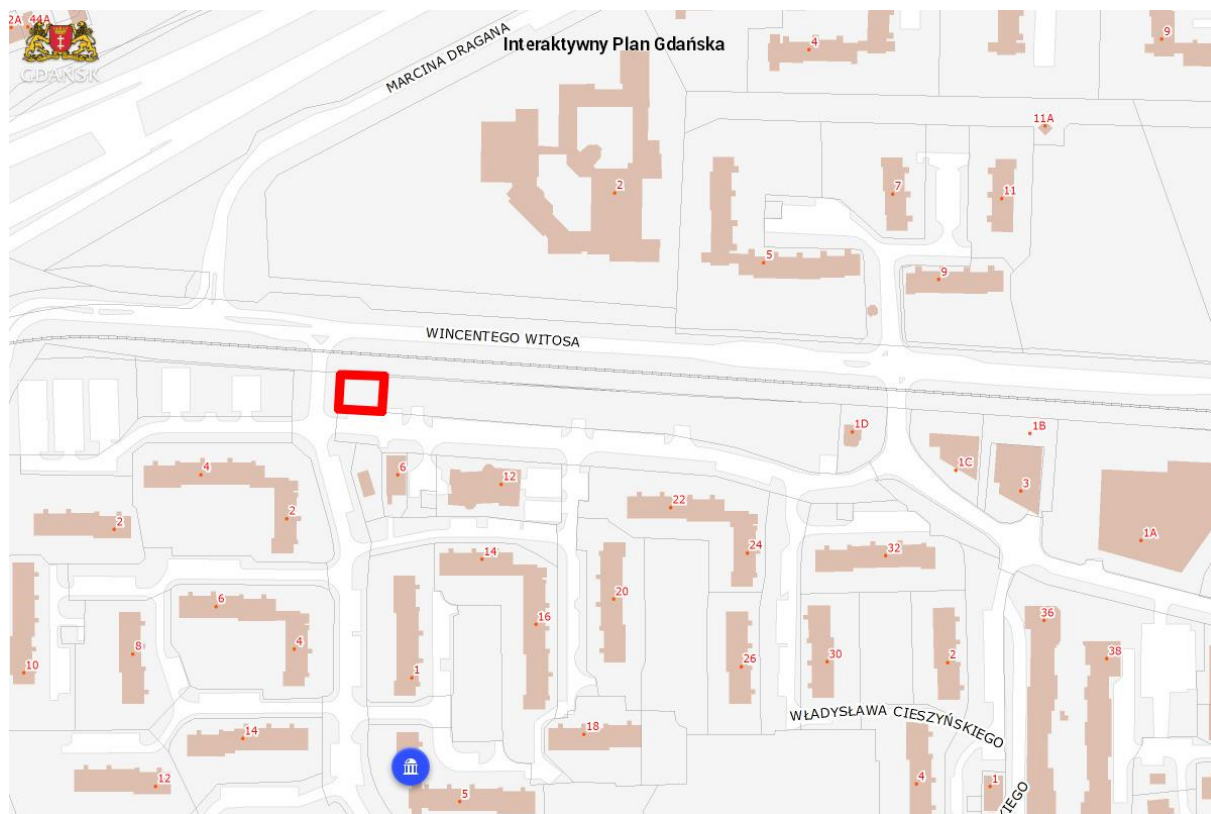 2A
44A
GDAŃSK
Interaktywny Plan Gdańska
MARCINA DRAGANA
4
9
11A
2
7
11
5
9
WINCENTEGO WITOSA
1D
1B
1C
3
1A
4
2
2
6
12
22
24
32
14
20
16
6
4
8
10
1
26
30
2
36
38
WŁADYSŁAWA CIESZYŃSKIEGO
14
18
12
5
4
1
KIEGO